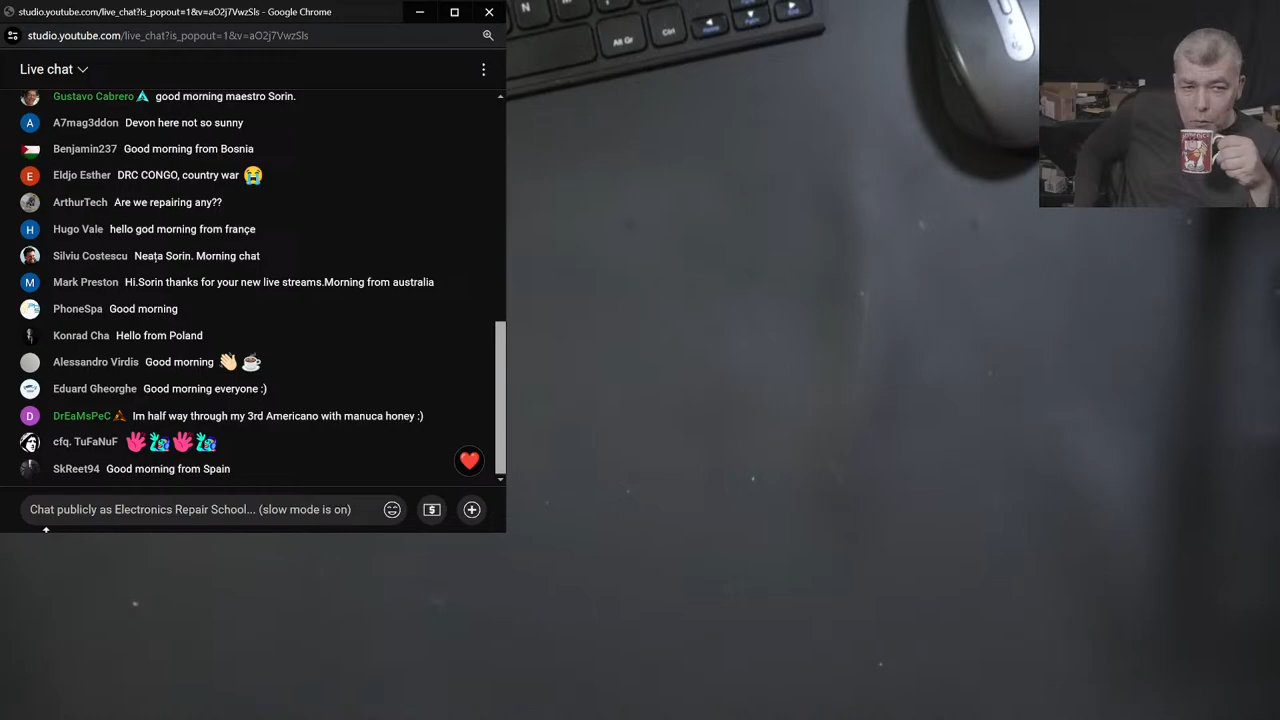 studio.youtube.com/live_chat?is_popout=1&v=aO2j7VwzSIs - Google Chrome
studio.youtube.com/live_chat?is_popout=1&v=aO2j7VwzSIs
Live chat
Gustavo Cabrero good morning maestro Sorin.
A A7mag3ddon Devon here not so sunny
Benjamin237 Good morning from Bosnia
E Eldjo Esther DRC CONGO, country war 😭
ArthurTech Are we repairing any??
H Hugo Vale hello god morning from françe
Silviu Costescu Neața Sorin. Morning chat
M Mark Preston Hi.Sorin thanks for your new live streams.Morning from australia
PhoneSpa Good morning
Konrad Cha Hello from Poland
Alessandro Virdis Good morning 👋🏻 ☕
Eduard Gheorghe Good morning everyone :)
D DrEaMsPeC Im half way through my 3rd Americano with manuca honey :)
cfq. TuFaNuF
SkReet94 Good morning from Spain
Chat publicly as Electronics Repair School... (slow mode is on)
N
Alt Gr
Ctrl